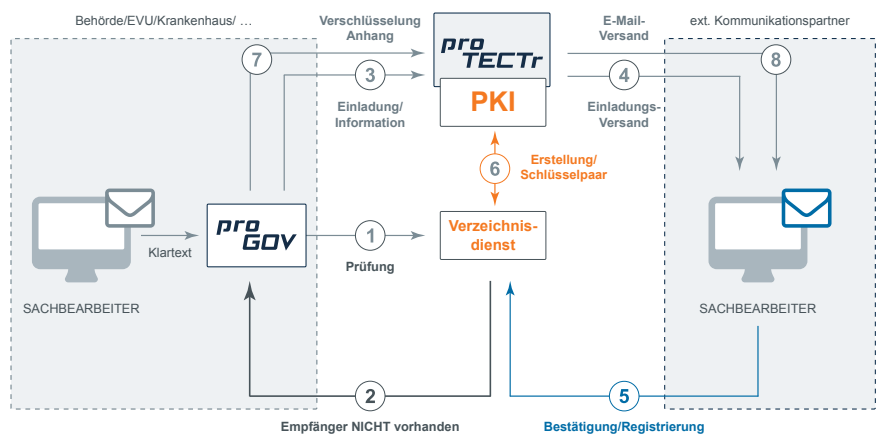 Behörde/EVU/Krankenhaus/ …
Verschlüsselung
Anhang
E-Mail-
Versand
ext. Kommunikationspartner
7
pro
TECTr
8
3
4
Einladung/
Information
PKI
Einladungs-
Versand
6
Erstellung/
Schlüsselpaar
Klartext
pro
GOV
1
Prüfung
Verzeichnis-
dienst
SACHBEARBEITER
SACHBEARBEITER
2
5
Empfänger NICHT vorhanden
Bestätigung/Registrierung